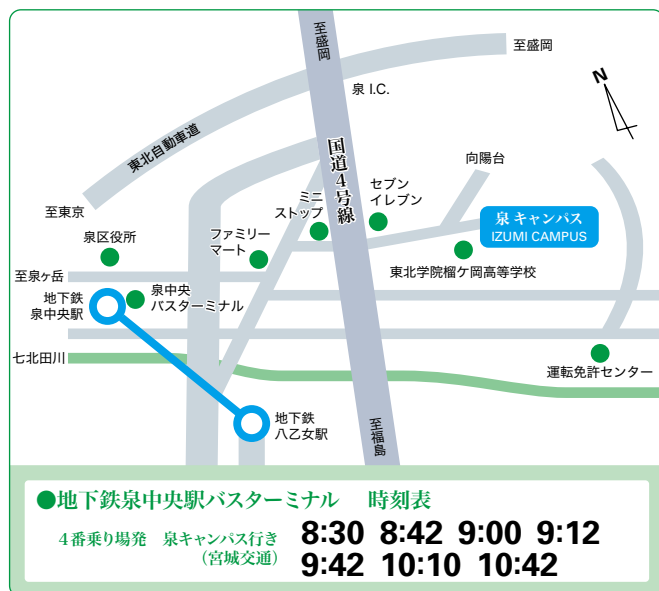 至盛岡
至盛岡
泉 I.C.
N
東北自動車道
国道4号線
向陽台
セブン
イレブン
ミニ
ストップ
至東京
泉 キャンパス
IZUMI CAMPUS
泉区役所
ファミリー
マート
東北学院榴ケ岡高等学校
至泉ヶ岳
地下鉄
泉中央駅
泉中央
バスターミナル
七北田川
運転免許センター
地下鉄
八乙女駅
至福島
●地下鉄泉中央駅バスターミナル 時刻表
4番乗り場発 泉キャンパス行き
(宮城交通)
8:30 8:42 9:00 9:12
9:42 10:10 10:42